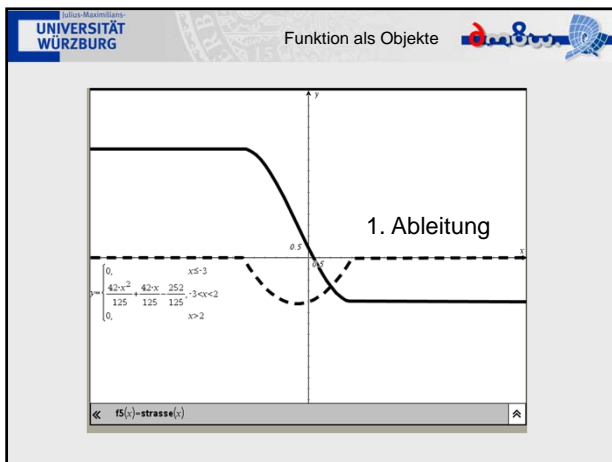 Julius-Maximilians-
UNIVERSITÄT
WÜRZBURG
Funktion als Objekte
y
1. Ableitung
0.5
x
0.5
0, x≤-3
y= 42·x²/125 + 42·x/125 - 252/125, -3<x<2
0, x>2
f5(x)=strasse(x)